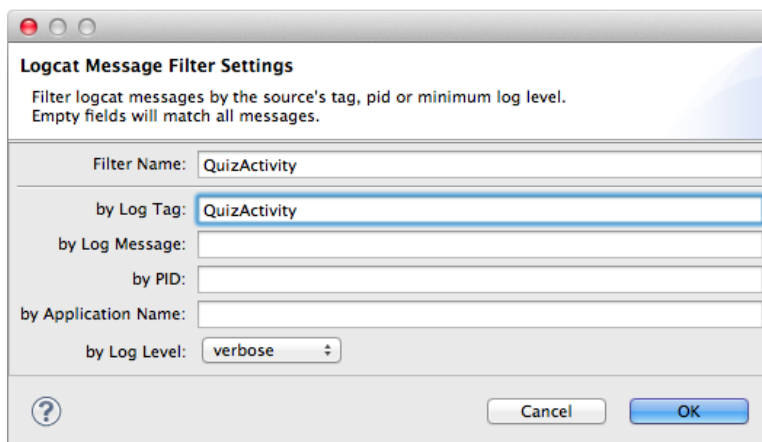 Logcat Message Filter Settings
Filter logcat messages by the source's tag, pid or minimum log level.
Empty fields will match all messages.
Filter Name: QuizActivity
by Log Tag: QuizActivity
by Log Message:
by PID:
by Application Name:
by Log Level: verbose
? Cancel OK